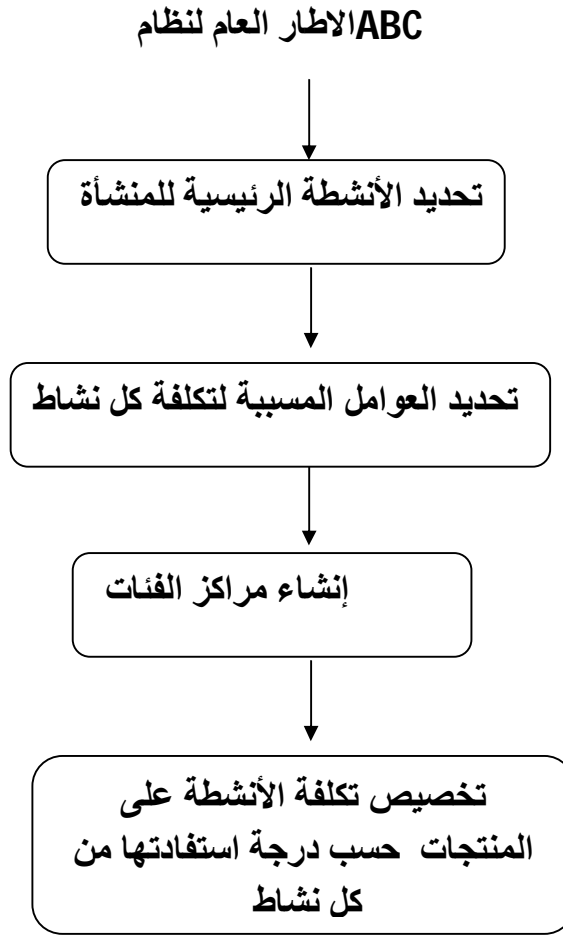 الاطار العام لنظام ABC
تحديد الأنشطة الرئيسية للمنشأة
تحديد العوامل المسببة لتكلفة كل نشاط
إنشاء مراكز الفئات
تخصيص تكلفة الأنشطة على
المنتجات حسب درجة استفادتها من
كل نشاط